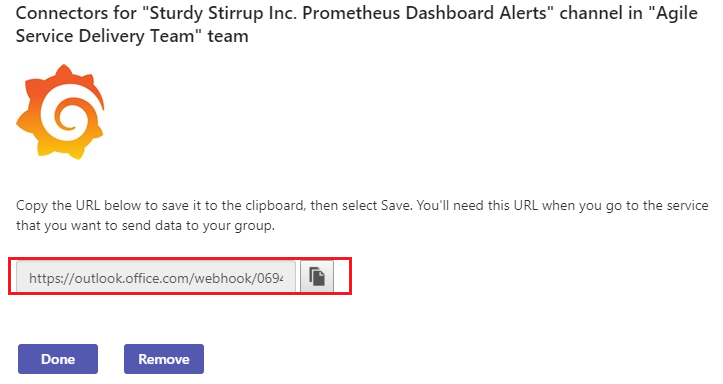 Connectors for "Sturdy Stirrup Inc. Prometheus Dashboard Alerts" channel in "Agile
Service Delivery Team" team
Copy the URL below to save it to the clipboard, then select Save. You'll need this URL when you go to the service
that you want to send data to your group.
https://outlook.office.com/webhook/0694
Done Remove